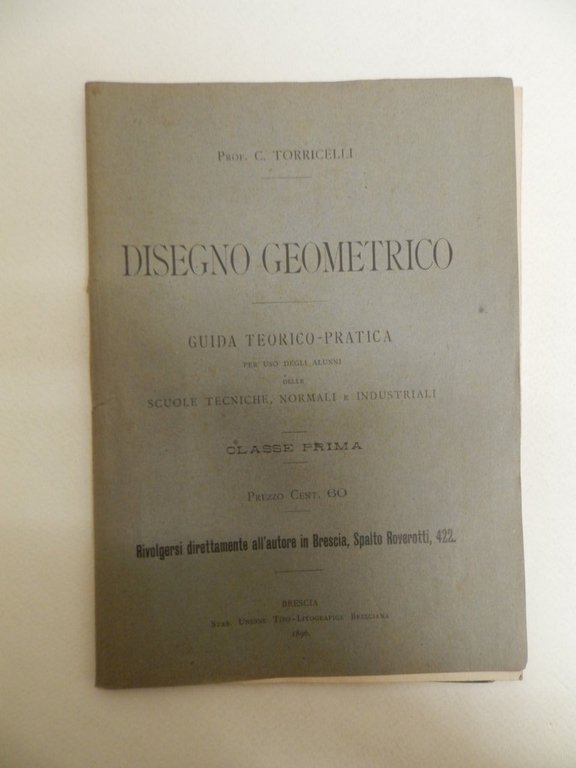 Prof. C. TORRICELLI
DISEGNO GEOMETRICO
GUIDA TEORICO-PRATICA
PER USO DEGLI ALUNNI
DELLE
SCUOLE TECNICHE, NORMALI E INDUSTRIALI
CLASSE PRIMA
Prezzo Cent. 60
Rivolgersi direttamente all'autore in Brescia, Spalto Roverotti, 422.
BRESCIA
Stab. Unione Tipo-Litografica Bresciana
1896.